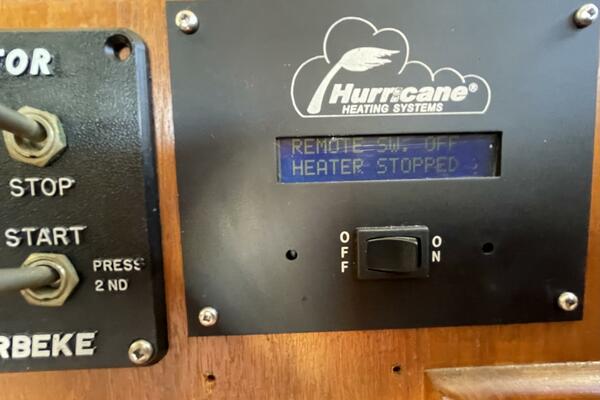 TOR
STOP
START
PRESS
2 ND
RBEKE
Hurricane®
HEATING SYSTEMS
REMOTE SW. OFF
HEATER STOPPED
OFF
ON